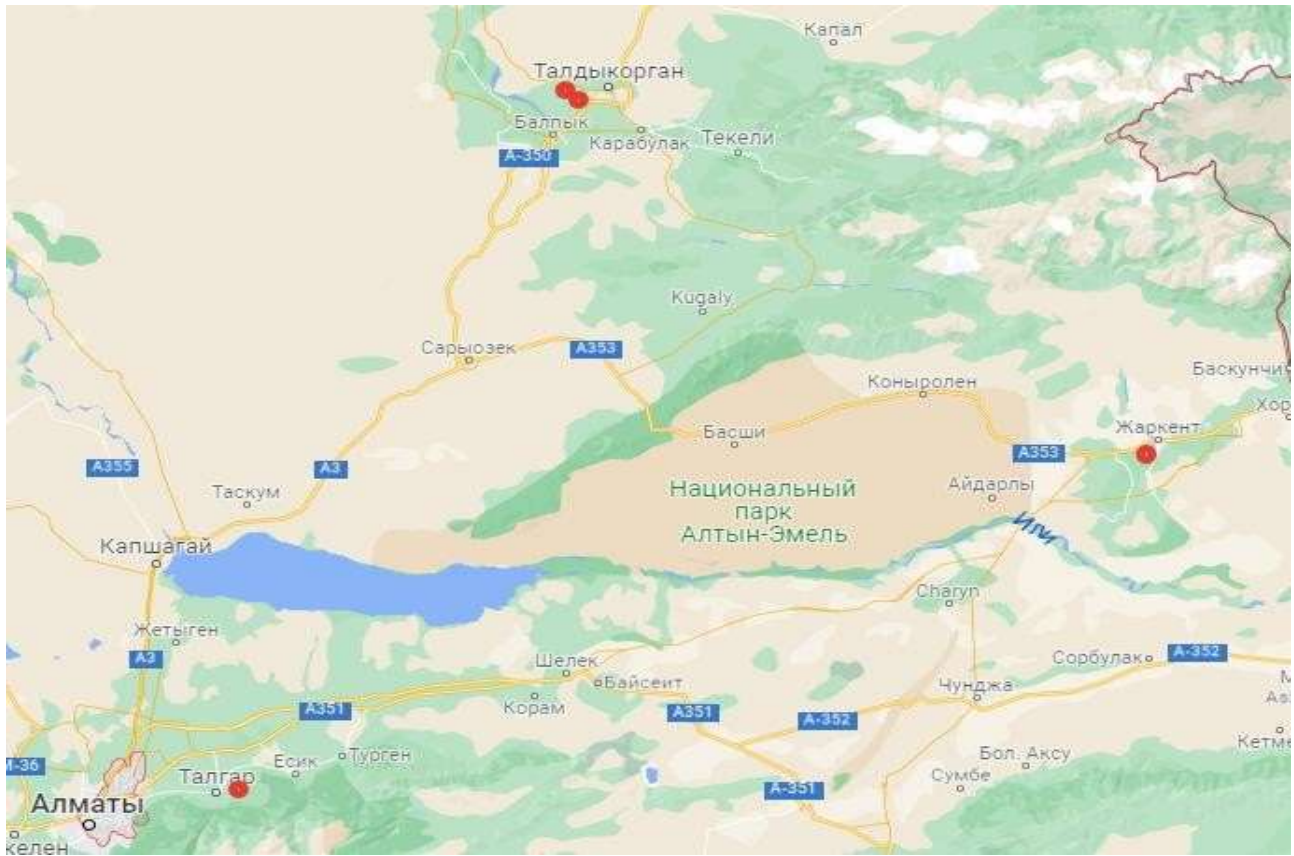 Капал
Талдыкорган
Балпык
Карабулак
Текели
А-350
Kugaly
Сарыозек
А353
Баскунчи
Коныролен
Хор
Басши
Жаркент
А353
А355
А3
Таскум
Айдарлы
Национальный
парк
Алтын-Эмель
Или
Капшагай
Charyn
Жетыген
А3
Шелек
Байсеит
Сорбулак
А-352
Корам
Чунджа
А351
А351
А-352
Кетме
Бол. Аксу
Есик
Турген
Сумбе
М-36
Талгар
А-351
Алматы
келен